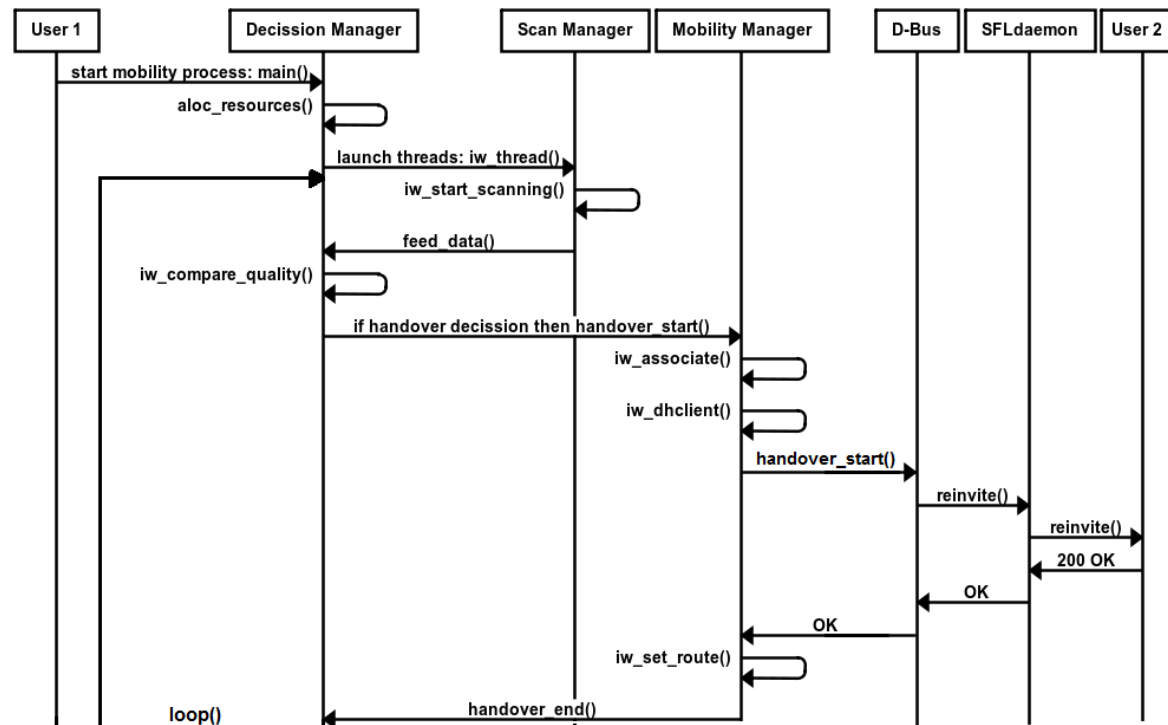 User 1
Decission Manager
Scan Manager
Mobility Manager
D-Bus
SFLdaemon
User 2
start mobility process: main()
aloc_resources()
launch threads: iw_thread()
iw_start_scanning()
feed_data()
iw_compare_quality()
if handover decission then handover_start()
iw_associate()
iw_dhclient()
handover_start()
reinvite()
reinvite()
200 OK
OK
OK
iw_set_route()
handover_end()
loop()